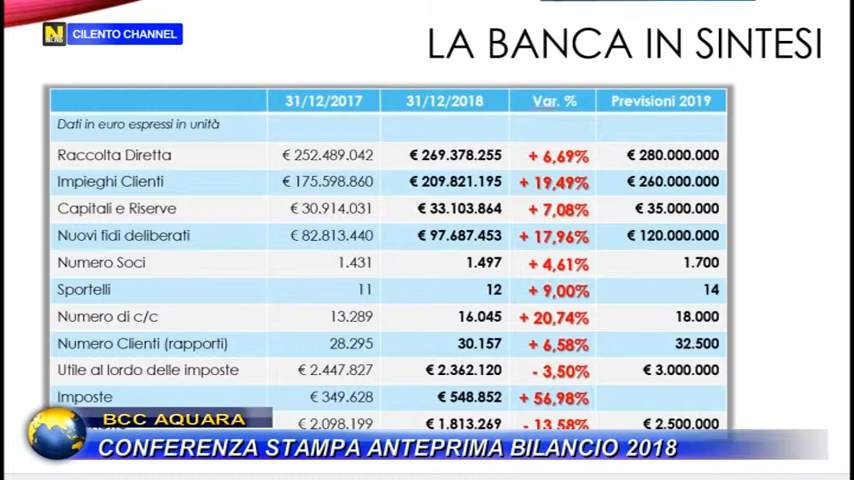 CILENTO CHANNEL
LA BANCA IN SINTESI
31/12/2017 31/12/2018 Var. % Previsioni 2019
Dati in euro espressi in unità
Raccolta Diretta € 252.489.042 € 269.378.255 + 6,69% € 280.000.000
Impieghi Clienti € 175.598.860 € 209.821.195 + 19,49% € 260.000.000
Capitali e Riserve € 30.914.031 € 33.103.864 + 7,08% € 35.000.000
Nuovi fidi deliberati € 82.813.440 € 97.687.453 + 17,96% € 120.000.000
Numero Soci 1.431 1.497 + 4,61% 1.700
Sportelli 11 12 + 9,00% 14
Numero di c/c 13.289 16.045 + 20,74% 18.000
Numero Clienti (rapporti) 28.295 30.157 + 6,58% 32.500
Utile al lordo delle imposte € 2.447.827 € 2.362.120 - 3,50% € 3.000.000
Imposte € 349.628 € 548.852 + 56,98%
€ 2.098.199 € 1.813.269 - 13,58% € 2.500.000
BCC AQUARA
CONFERENZA STAMPA ANTEPRIMA BILANCIO 2018